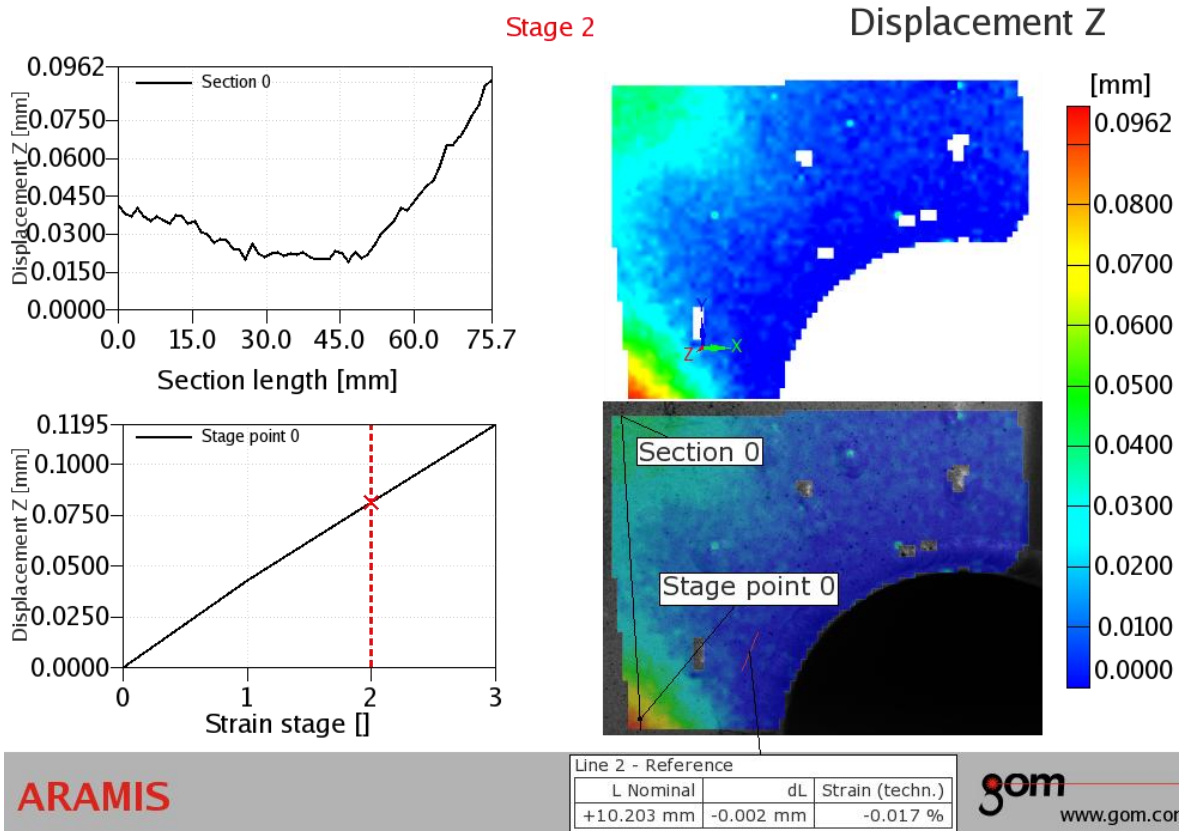 Stage 2
Displacement Z
0.0962
0.0750
0.0600
0.0450
0.0300
0.0150
0.0000
Displacement Z [mm]
Section 0
0.0 15.0 30.0 45.0 60.0 75.7
Section length [mm]
0.1195
0.1000
0.0750
0.0500
0.0250
0.0000
Displacement Z [mm]
Stage point 0
0 1 2 3
Strain stage []
Y
Z X
Section 0
Stage point 0
[mm]
0.0962
0.0800
0.0700
0.0600
0.0500
0.0400
0.0300
0.0200
0.0100
0.0000
ARAMIS
Line 2 - Reference
L Nominal dL Strain (techn.)
+10.203 mm -0.002 mm -0.017 %
gom
www.gom.com